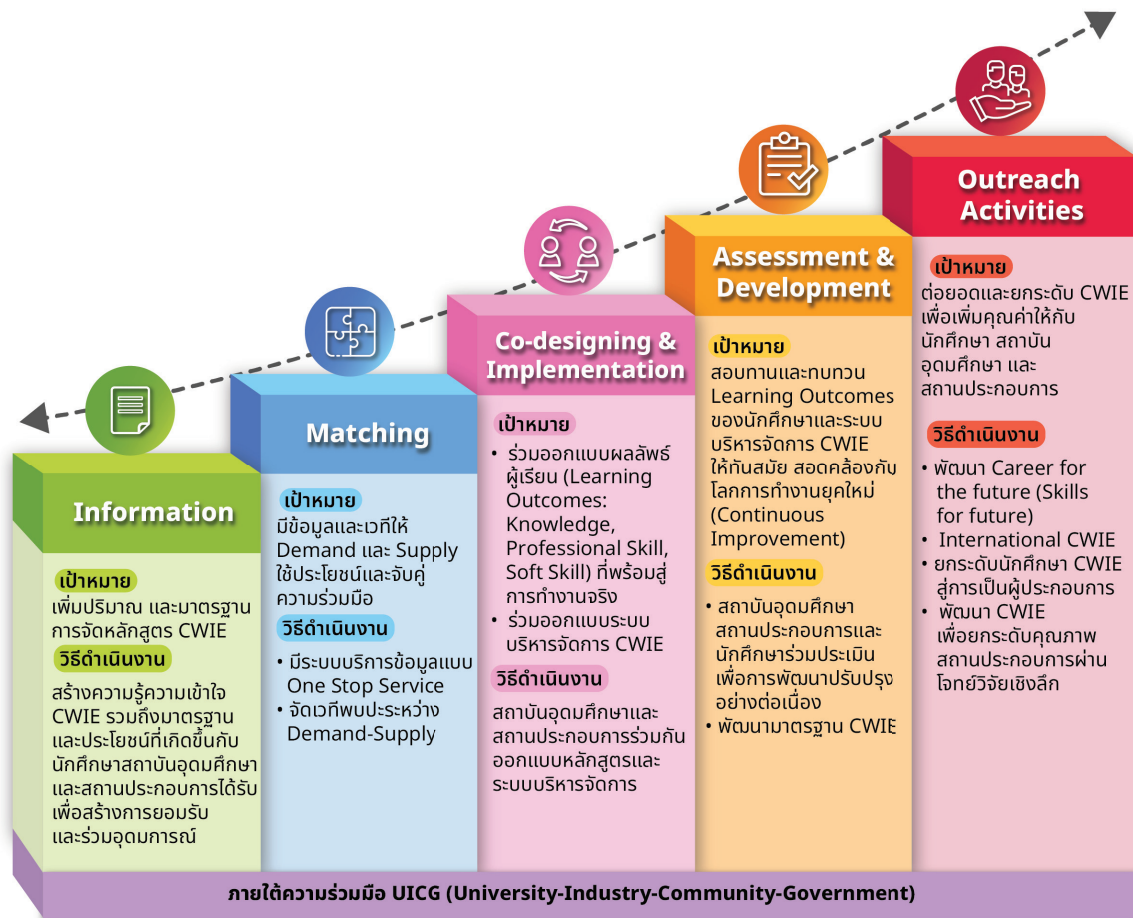 Information
เป้าหมาย
เพิ่มปริมาณ และมาตรฐาน
การจัดหลักสูตร CWIE
วิธีดำเนินงาน
สร้างความรู้ความเข้าใจ
CWIE รวมถึงมาตรฐาน
และประโยชน์ที่เกิดขึ้นกับ
นักศึกษาสถาบันอุดมศึกษา
และสถานประกอบการได้รับ
เพื่อสร้างการยอมรับ
และร่วมอุดมการณ์
Matching
เป้าหมาย
มีข้อมูลและเวทีให้
Demand และ Supply
ใช้ประโยชน์และจับคู่
ความร่วมมือ
วิธีดำเนินงาน
• มีระบบบริการข้อมูลแบบ
One Stop Service
• จัดเวทีพบปะระหว่าง
Demand-Supply
Co-designing &
Implementation
เป้าหมาย
• ร่วมออกแบบผลลัพธ์
ผู้เรียน (Learning
Outcomes:
Knowledge,
Professional Skill,
Soft Skill) ที่พร้อมสู่
การทำงานจริง
• ร่วมออกแบบระบบ
บริหารจัดการ CWIE
วิธีดำเนินงาน
สถาบันอุดมศึกษาและ
สถานประกอบการร่วมกัน
ออกแบบหลักสูตรและ
ระบบบริหารจัดการ
Assessment &
Development
เป้าหมาย
สอบทานและทบทวน
Learning Outcomes
ของนักศึกษาและระบบ
บริหารจัดการ CWIE
ให้ทันสมัย สอดคล้องกับ
โลกการทำงานยุคใหม่
(Continuous
Improvement)
วิธีดำเนินงาน
• สถาบันอุดมศึกษา
สถานประกอบการและ
นักศึกษาร่วมประเมิน
เพื่อการพัฒนาปรับปรุง
อย่างต่อเนื่อง
• พัฒนามาตรฐาน CWIE
Outreach
Activities
เป้าหมาย
ต่อยอดและยกระดับ CWIE
เพื่อเพิ่มคุณค่าให้กับ
นักศึกษา สถาบัน
อุดมศึกษา และ
สถานประกอบการ
วิธีดำเนินงาน
• พัฒนา Career for
the future (Skills
for future)
• International CWIE
• ยกระดับนักศึกษา CWIE
สู่การเป็นผู้ประกอบการ
• พัฒนา CWIE
เพื่อยกระดับคุณภาพ
สถานประกอบการผ่าน
โจทย์วิจัยเชิงลึก
ภายใต้ความร่วมมือ UICG (University-Industry-Community-Government)